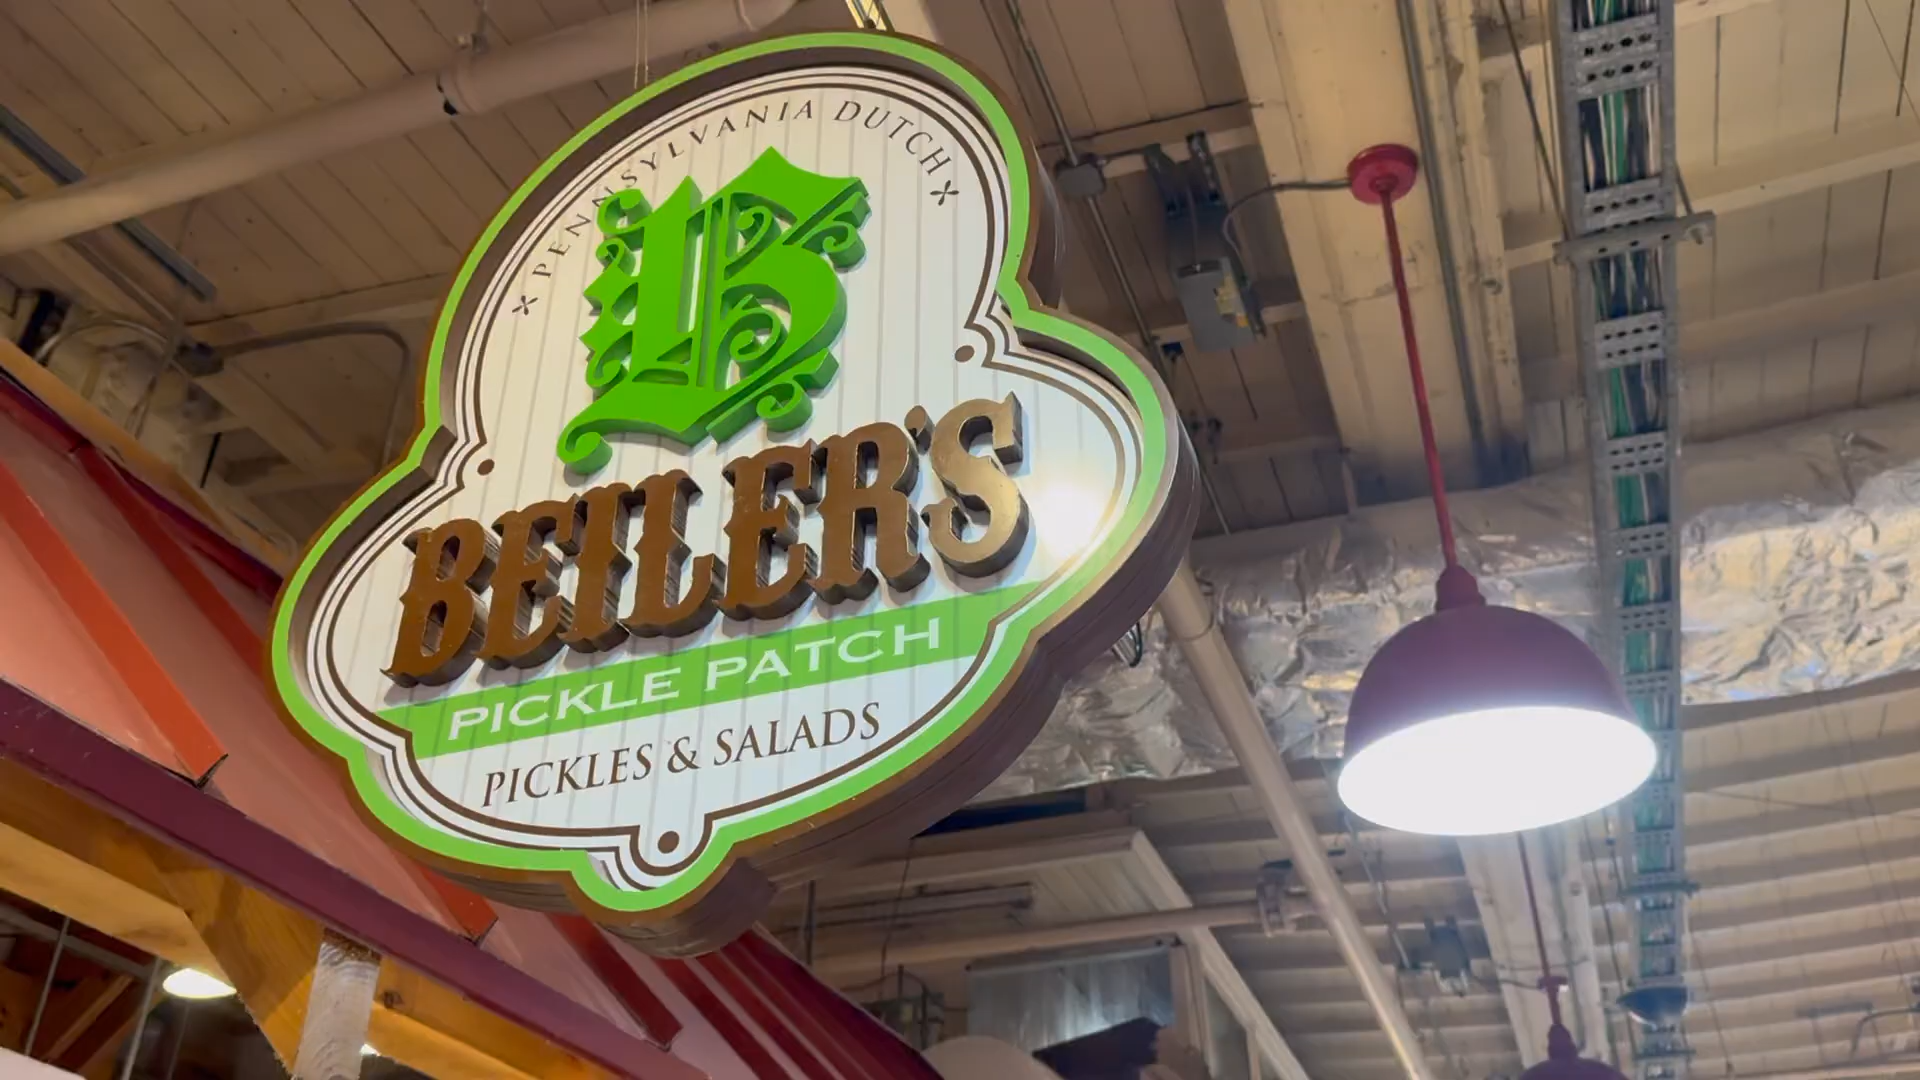 PENNSYLVANIA DUTCH
B
BEILER'S
PICKLE PATCH
PICKLES & SALADS